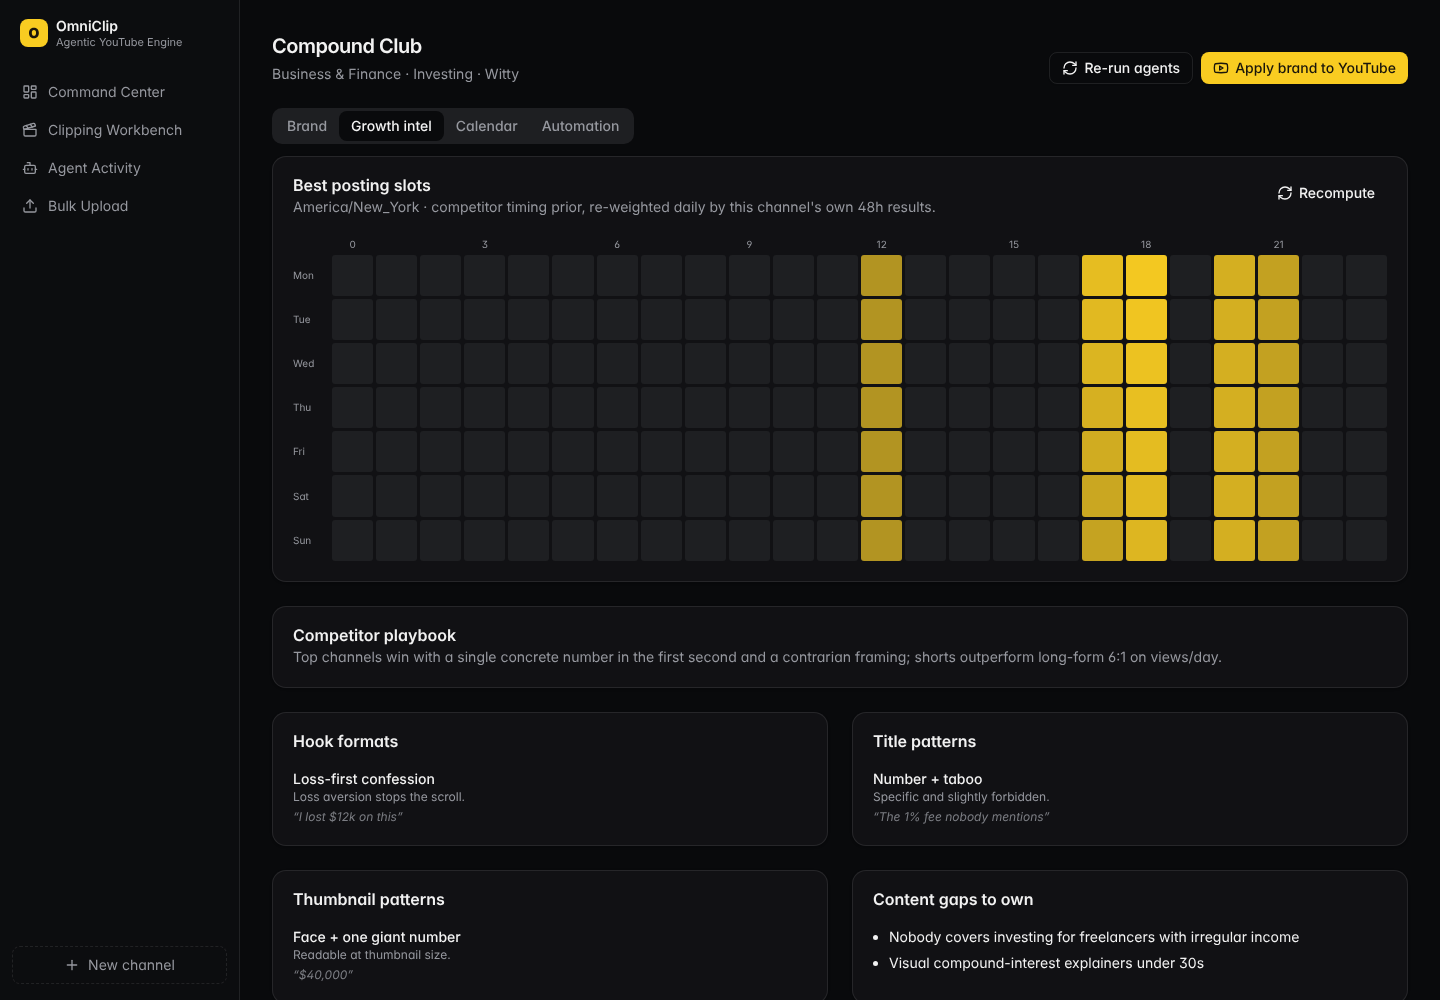 O
OmniClip
Agentic YouTube Engine
Command Center
Clipping Workbench
Agent Activity
Bulk Upload
New channel
Compound Club
Business & Finance · Investing · Witty
Re-run agents
Apply brand to YouTube
Brand
Growth intel
Calendar
Automation
Best posting slots
America/New_York · competitor timing prior, re-weighted daily by this channel's own 48h results.
Recompute
0 3 6 9 12 15 18 21
Mon
Tue
Wed
Thu
Fri
Sat
Sun
Competitor playbook
Top channels win with a single concrete number in the first second and a contrarian framing; shorts outperform long-form 6:1 on views/day.
Hook formats
Loss-first confession
Loss aversion stops the scroll.
“I lost $12k on this”
Title patterns
Number + taboo
Specific and slightly forbidden.
“The 1% fee nobody mentions”
Thumbnail patterns
Face + one giant number
Readable at thumbnail size.
“$40,000”
Content gaps to own
• Nobody covers investing for freelancers with irregular income
• Visual compound-interest explainers under 30s